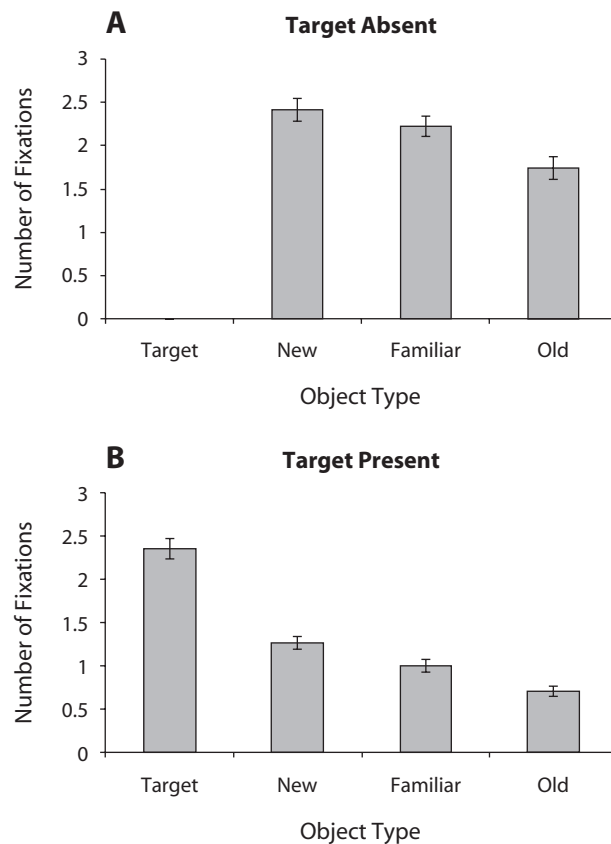 A
Target Absent
Number of Fixations
3
2.5
2
1.5
1
0.5
0
Target New Familiar Old
Object Type
B
Target Present
Number of Fixations
3
2.5
2
1.5
1
0.5
0
Target New Familiar Old
Object Type